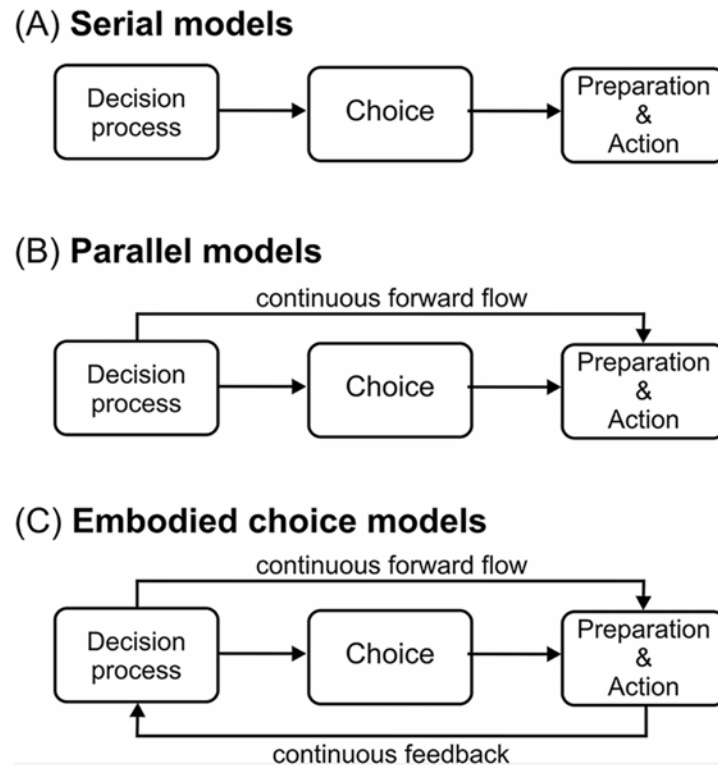 (A) Serial models
Decision
process
Choice
Preparation
&
Action
(B) Parallel models
continuous forward flow
Decision
process
Choice
Preparation
&
Action
(C) Embodied choice models
continuous forward flow
Decision
process
Choice
Preparation
&
Action
continuous feedback